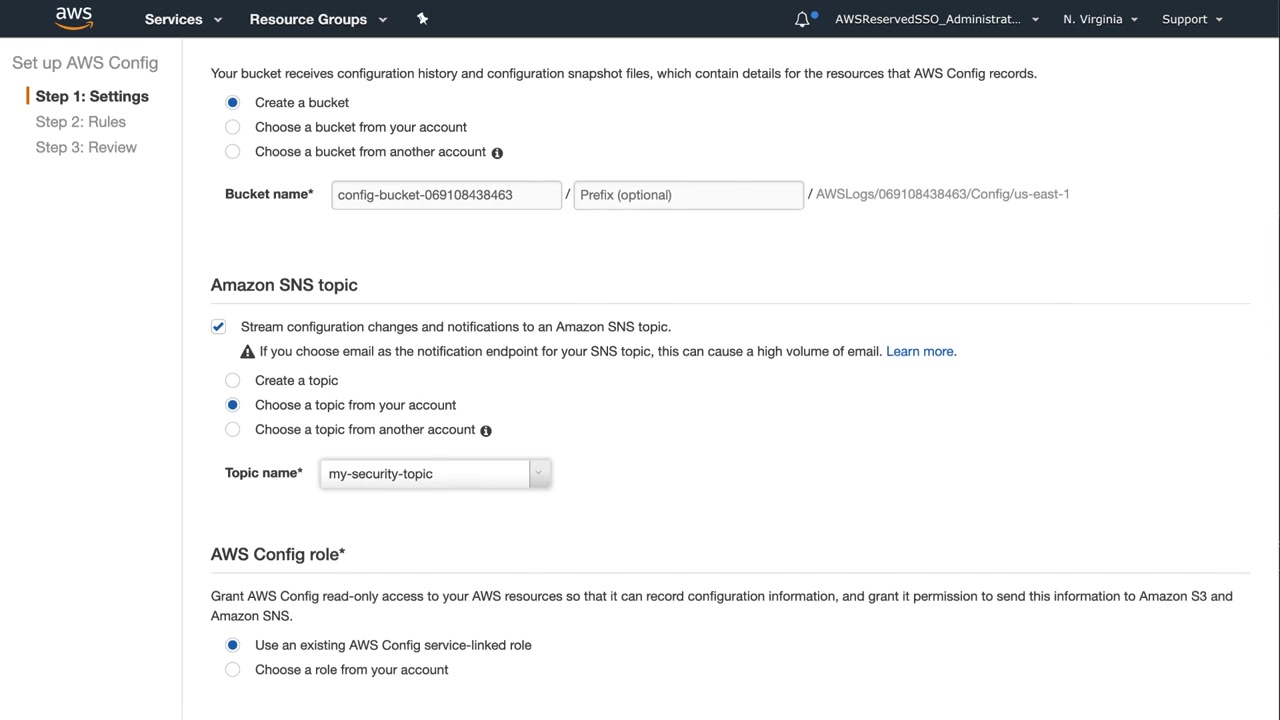 aws Services Resource Groups AWSReservedSSO_Administrat... N. Virginia Support
Set up AWS Config
Step 1: Settings
Step 2: Rules
Step 3: Review
Your bucket receives configuration history and configuration snapshot files, which contain details for the resources that AWS Config records.
Create a bucket
Choose a bucket from your account
Choose a bucket from another account
Bucket name* config-bucket-069108438463 / Prefix (optional) / AWSLogs/069108438463/Config/us-east-1
Amazon SNS topic
Stream configuration changes and notifications to an Amazon SNS topic.
If you choose email as the notification endpoint for your SNS topic, this can cause a high volume of email. Learn more.
Create a topic
Choose a topic from your account
Choose a topic from another account
Topic name* my-security-topic
AWS Config role*
Grant AWS Config read-only access to your AWS resources so that it can record configuration information, and grant it permission to send this information to Amazon S3 and
Amazon SNS.
Use an existing AWS Config service-linked role
Choose a role from your account